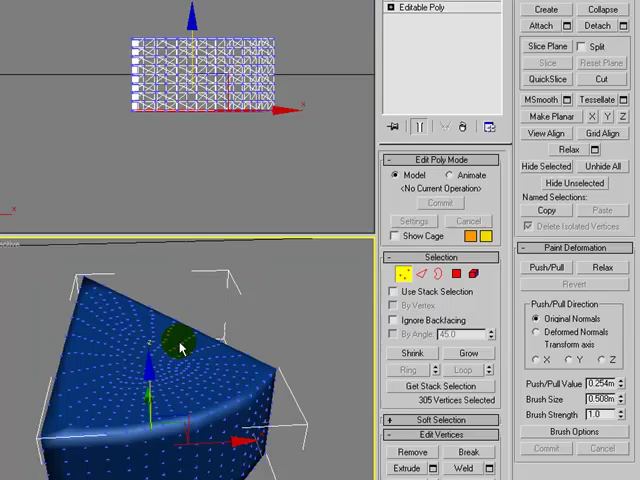 Editable Poly
x
x
ective
z
x
Edit Poly Mode
Model
Animate
<No Current Operation>
Commit
Settings
Cancel
Show Cage
Selection
Use Stack Selection
By Vertex
Ignore Backfacing
By Angle: 45.0
Shrink
Grow
Ring
Loop
Get Stack Selection
305 Vertices Selected
Soft Selection
Edit Vertices
Remove
Break
Extrude
Weld
Create
Collapse
Attach
Detach
Slice Plane
Split
Slice
Reset Plane
QuickSlice
Cut
MSmooth
Tessellate
Make Planar
X
Y
Z
View Align
Grid Align
Relax
Hide Selected
Unhide All
Hide Unselected
Named Selections:
Copy
Paste
Delete Isolated Vertices
Paint Deformation
Push/Pull
Relax
Revert
Push/Pull Direction
Original Normals
Deformed Normals
Transform axis
X
Y
Z
Push/Pull Value 0.254m
Brush Size 0.508m
Brush Strength 1.0
Brush Options
Commit
Cancel